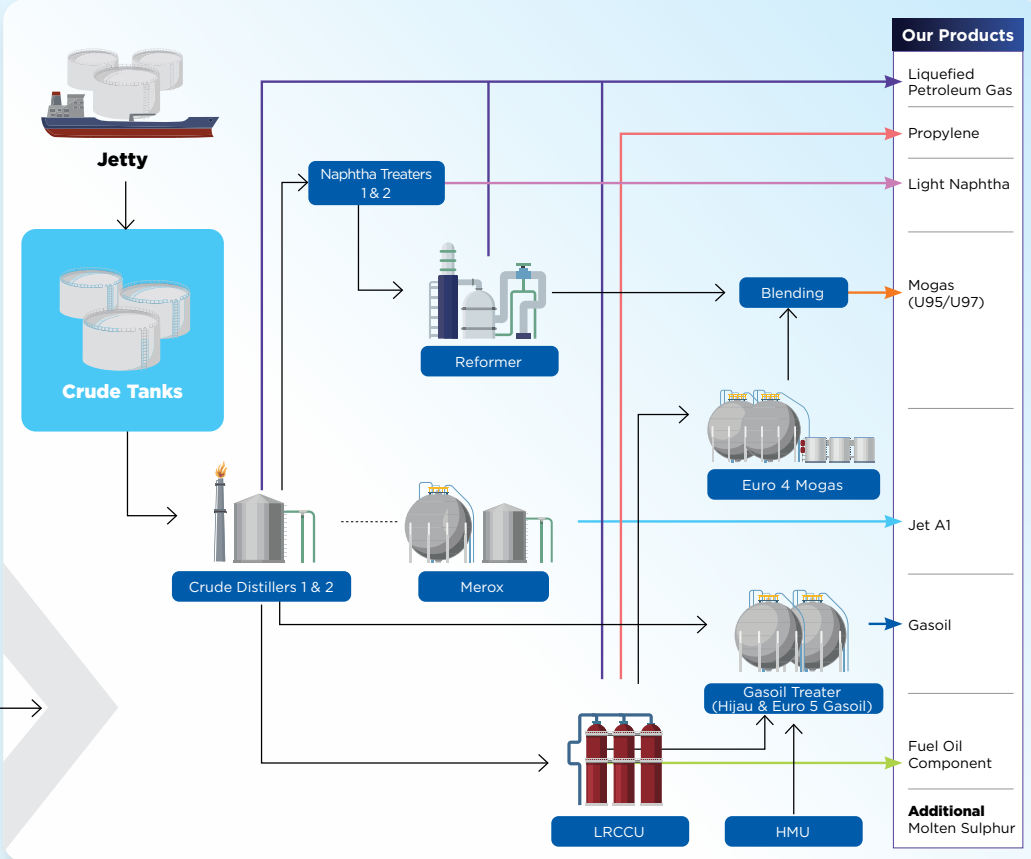 Our Products
Liquefied
Petroleum Gas
Propylene
Jetty
Naphtha Treaters
1 & 2
Light Naphtha
Blending
Mogas
(U95/U97)
Reformer
Crude Tanks
Euro 4 Mogas
Jet A1
Crude Distillers 1 & 2
Merox
Gasoil
Gasoil Treater
(Hijau & Euro 5 Gasoil)
Fuel Oil
Component
LRCCU
HMU
Additional
Molten Sulphur